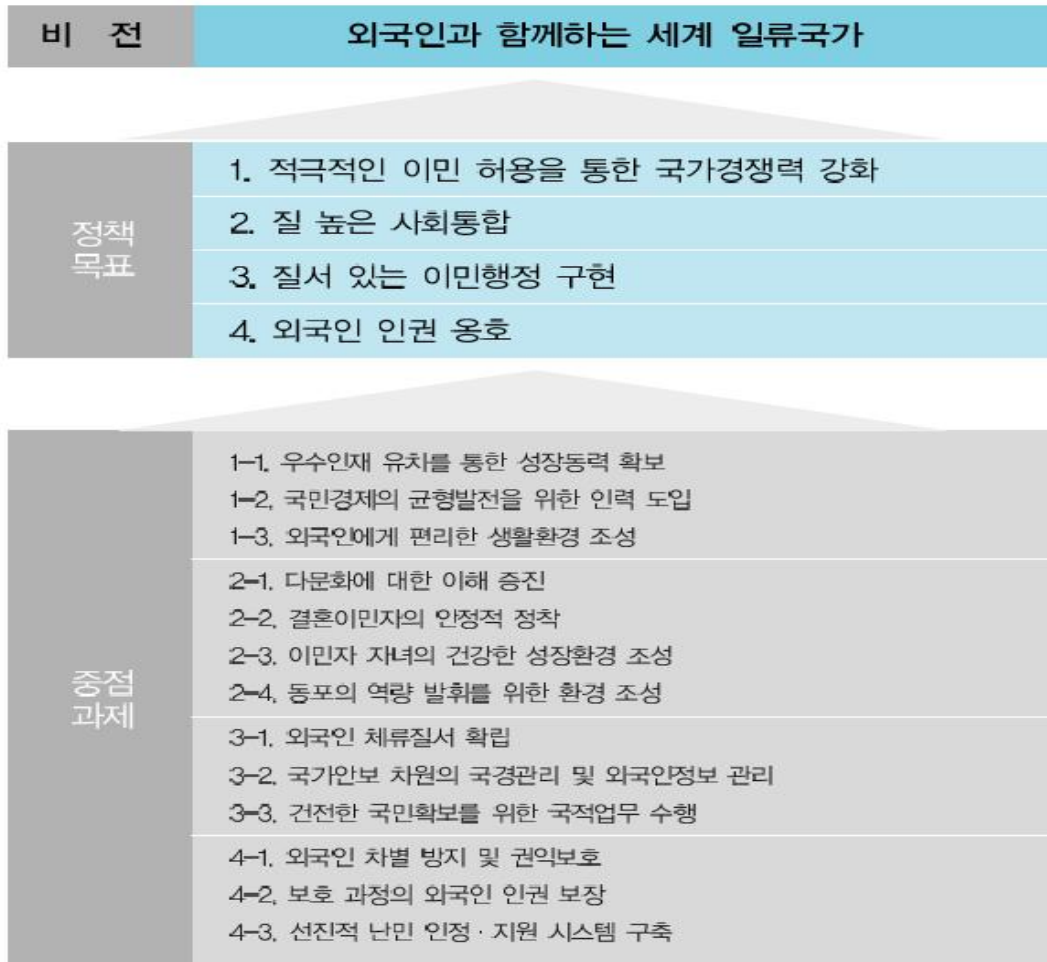 비 전
외국인과 함께하는 세계 일류국가
정책
목표
1. 적극적인 이민 허용을 통한 국가경쟁력 강화
2. 질 높은 사회통합
3. 질서 있는 이민행정 구현
4. 외국인 인권 옹호
중점
과제
1-1. 우수인재 유치를 통한 성장동력 확보
1-2. 국민경제의 균형발전을 위한 인력 도입
1-3. 외국인에게 편리한 생활환경 조성
2-1. 다문화에 대한 이해 증진
2-2. 결혼이민자의 안정적 정착
2-3. 이민자 자녀의 건강한 성장환경 조성
2-4. 동포의 역량 발휘를 위한 환경 조성
3-1. 외국인 체류질서 확립
3-2. 국가안보 차원의 국경관리 및 외국인정보 관리
3-3. 건전한 국민확보를 위한 국적업무 수행
4-1. 외국인 차별 방지 및 권익보호
4-2. 보호 과정의 외국인 인권 보장
4-3. 선진적 난민 인정·지원 시스템 구축